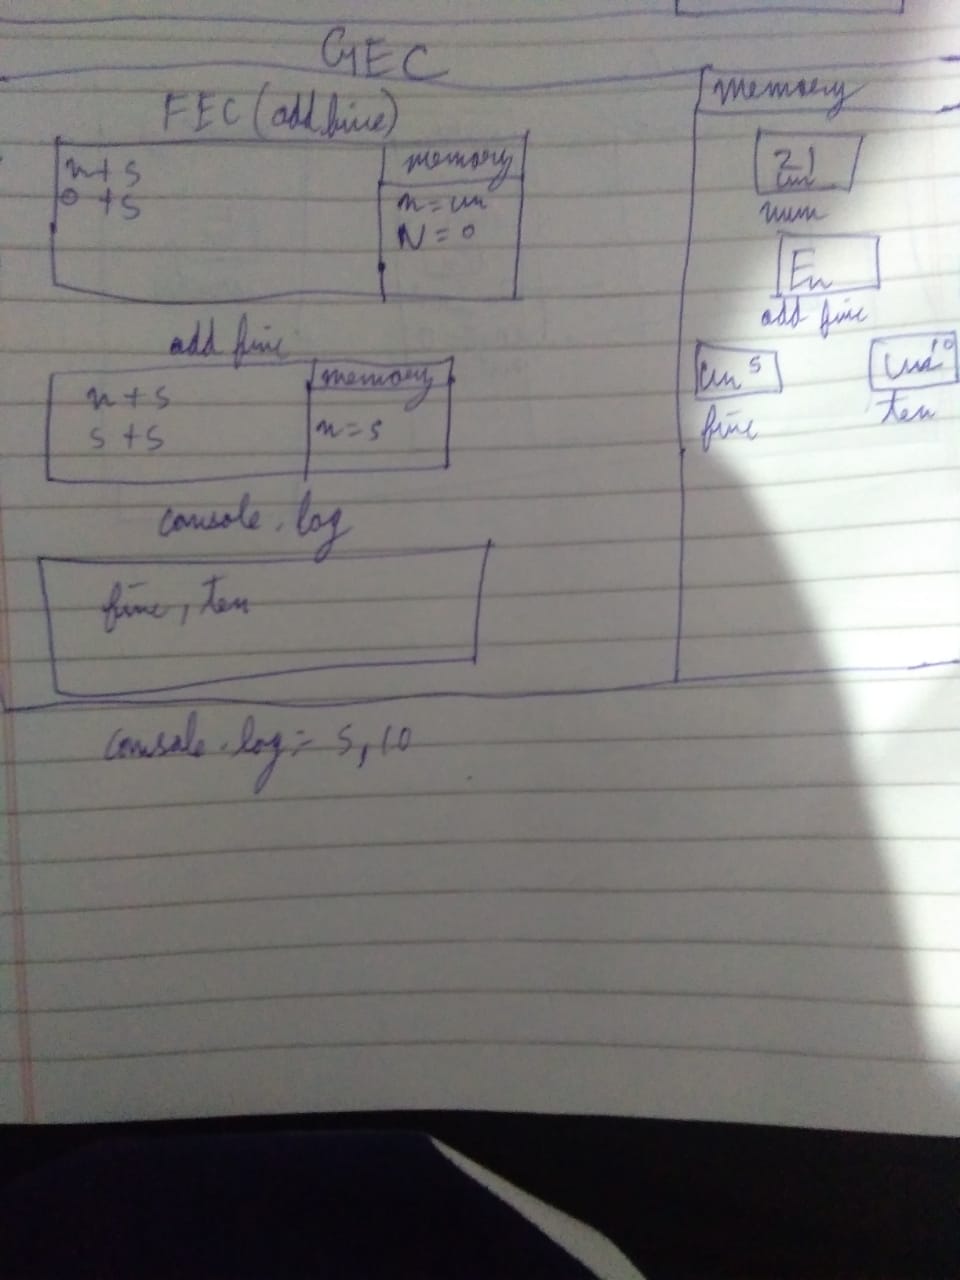 GEC
FEC (add five)
n + 5
0 + 5
memory
n = un
N = 0
add five
n + 5
5 + 5
memory
n = 5
console.log
five, ten
console.log = 5, 10
memory
21
un
num
Fn
add five
un 5
five
und 10
ten